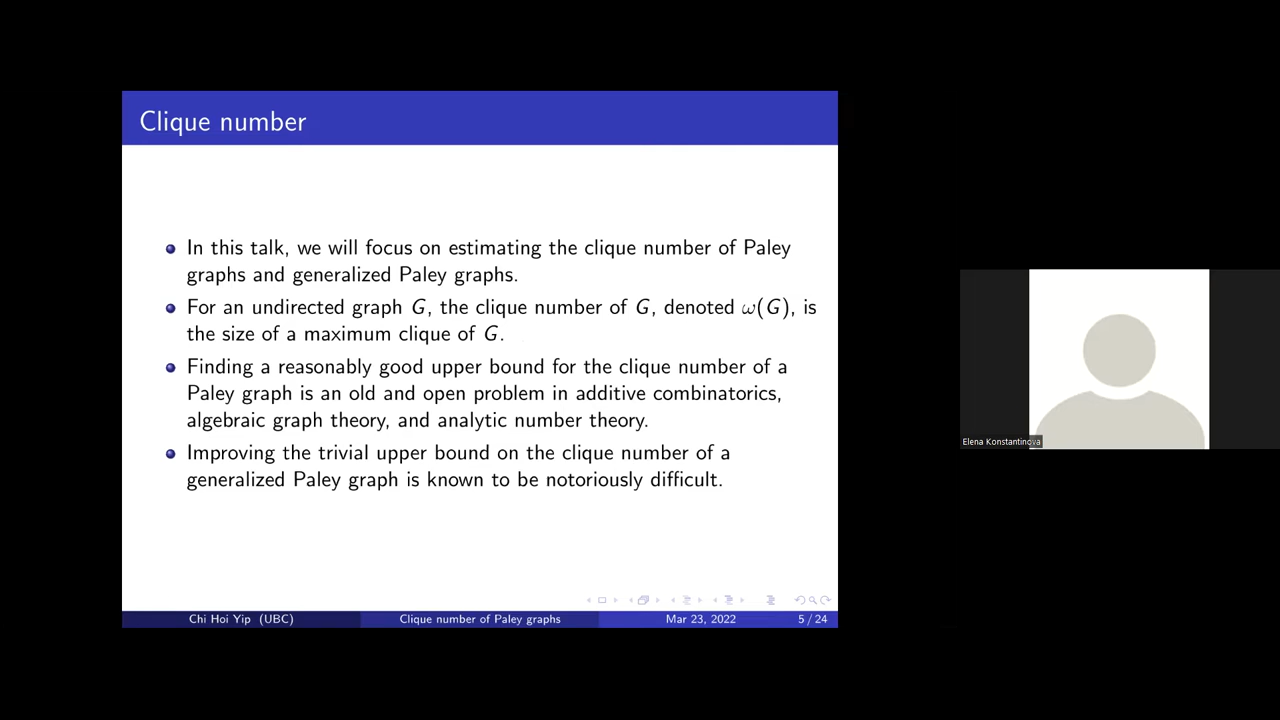 Clique number
In this talk, we will focus on estimating the clique number of Paley
graphs and generalized Paley graphs.
For an undirected graph G, the clique number of G, denoted ω(G), is
the size of a maximum clique of G.
Finding a reasonably good upper bound for the clique number of a
Paley graph is an old and open problem in additive combinatorics,
algebraic graph theory, and analytic number theory.
Improving the trivial upper bound on the clique number of a
generalized Paley graph is known to be notoriously difficult.
Chi Hoi Yip (UBC)
Clique number of Paley graphs
Mar 23, 2022
5 / 24
Elena Konstantinova